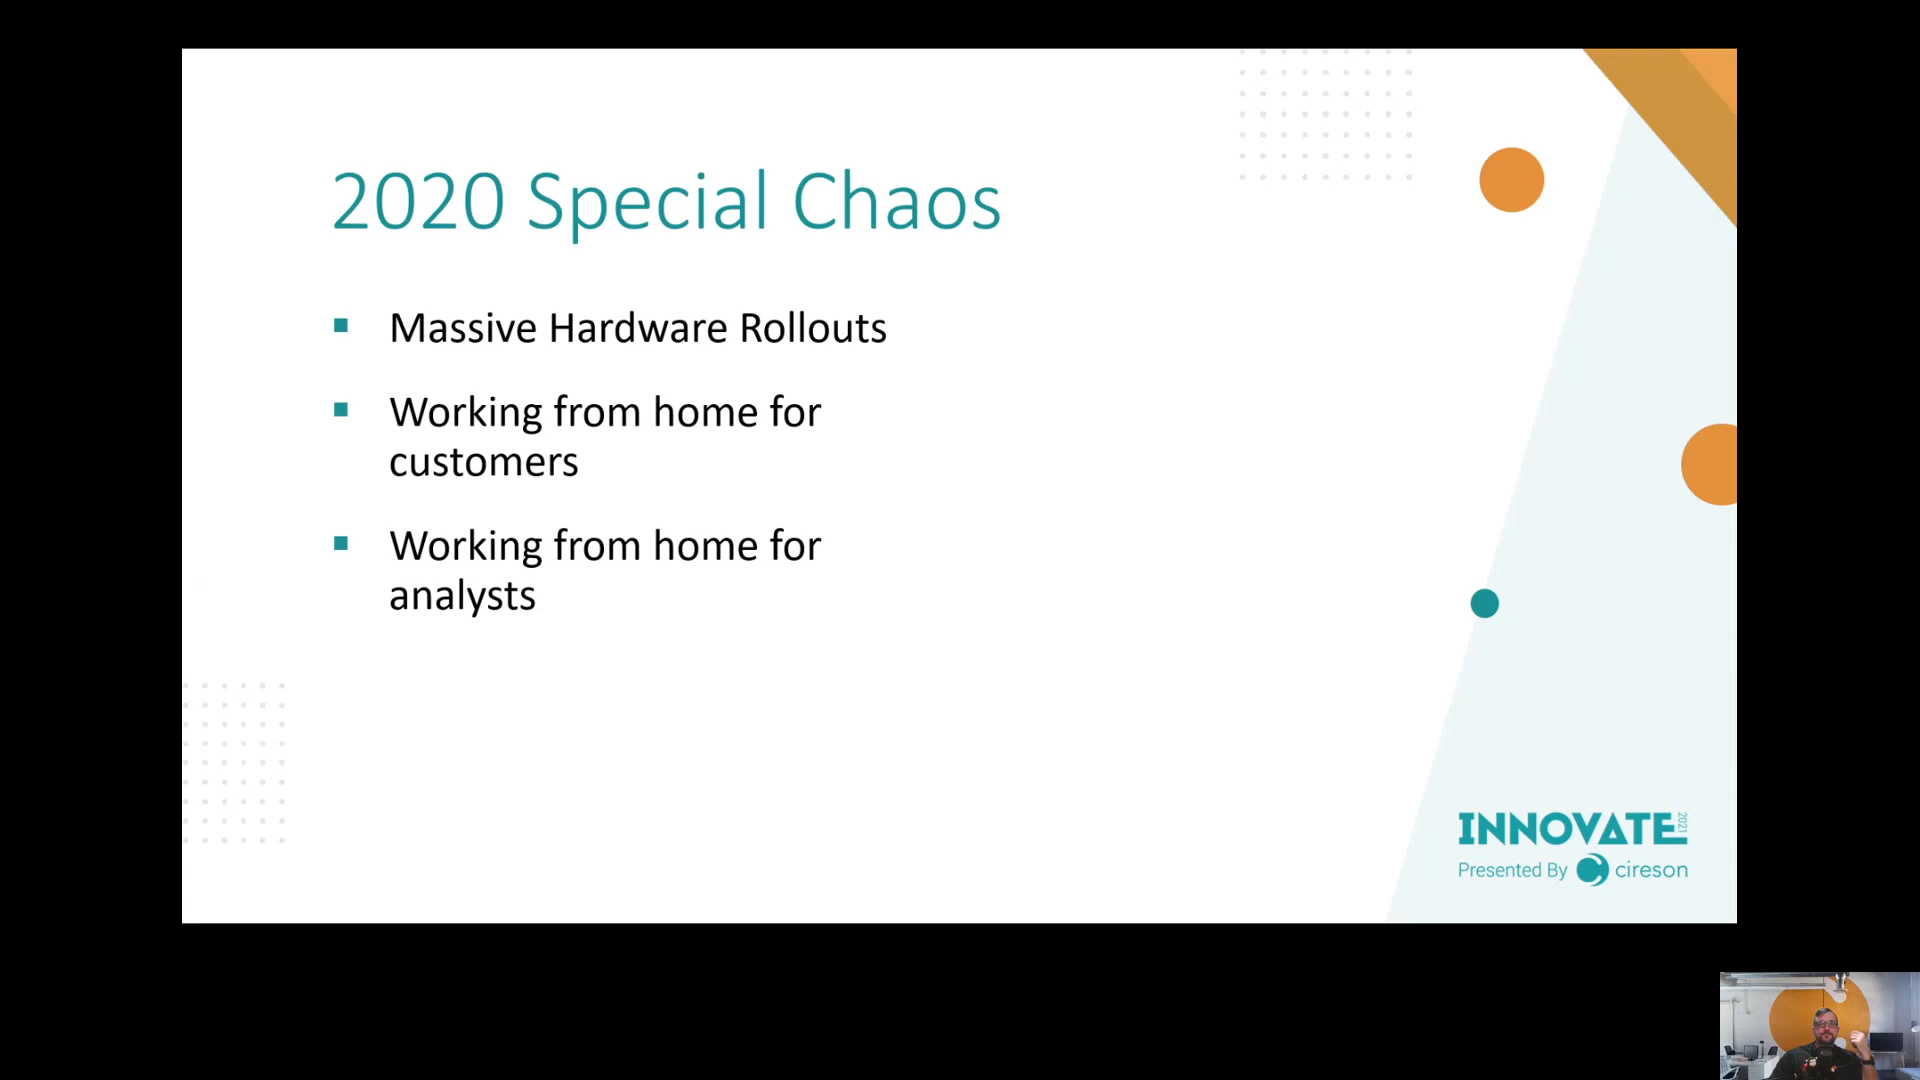 2020 Special Chaos
Massive Hardware Rollouts
Working from home for
customers
Working from home for
analysts
INNOVATE 2021
Presented By cireson